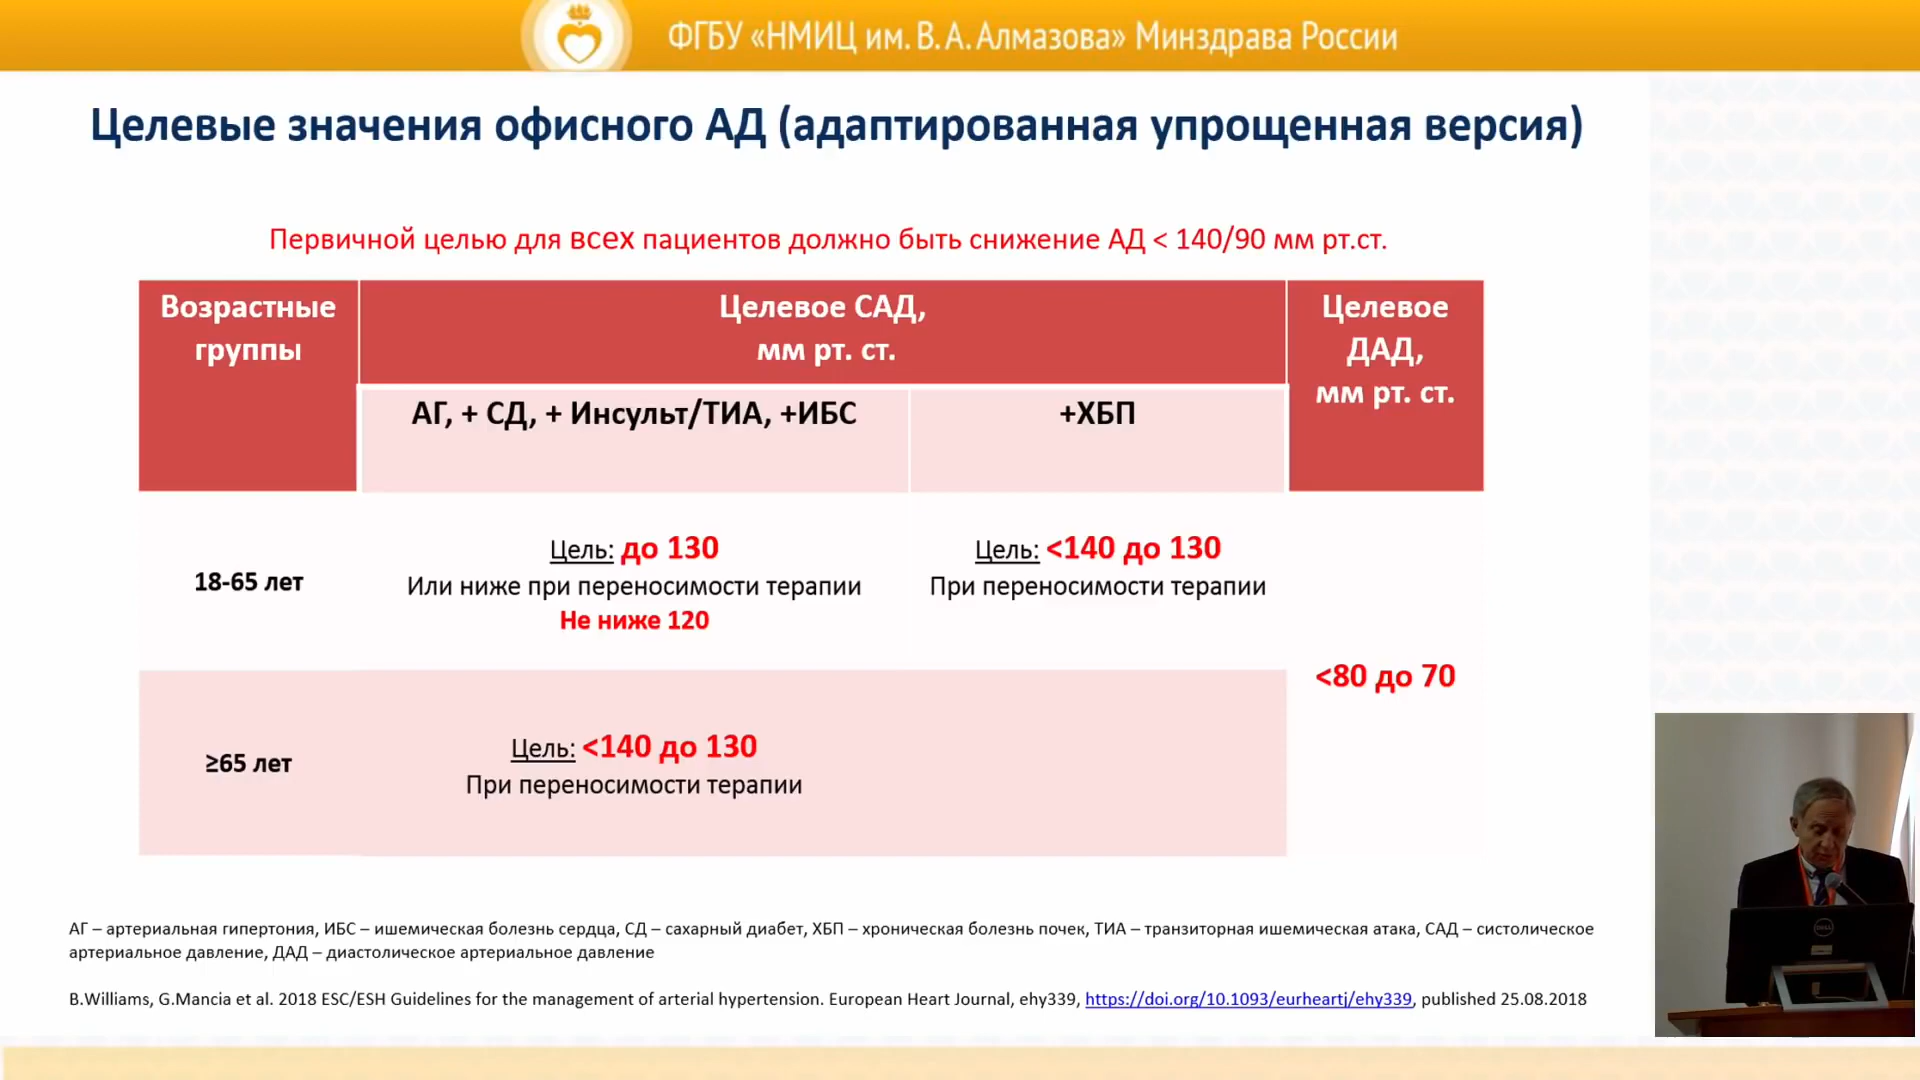 ФГБУ «НМИЦ им. В. А. Алмазова» Минздрава России
Целевые значения офисного АД (адаптированная упрощенная версия)
Первичной целью для всех пациентов должно быть снижение АД < 140/90 мм рт.ст.
Возрастные
группы
Целевое САД,
мм рт. ст.
Целевое
ДАД,
мм рт. ст.
АГ, + СД, + Инсульт/ТИА, +ИБС
+ХБП
18-65 лет
Цель: до 130
Или ниже при переносимости терапии
Не ниже 120
Цель: <140 до 130
При переносимости терапии
<80 до 70
≥65 лет
Цель: <140 до 130
При переносимости терапии
АГ – артериальная гипертония, ИБС – ишемическая болезнь сердца, СД – сахарный диабет, ХБП – хроническая болезнь почек, ТИА – транзиторная ишемическая атака, САД – систолическое
артериальное давление, ДАД – диастолическое артериальное давление
B.Williams, G.Mancia et al. 2018 ESC/ESH Guidelines for the management of arterial hypertension. European Heart Journal, ehy339, https://doi.org/10.1093/eurheartj/ehy339, published 25.08.2018
DELL